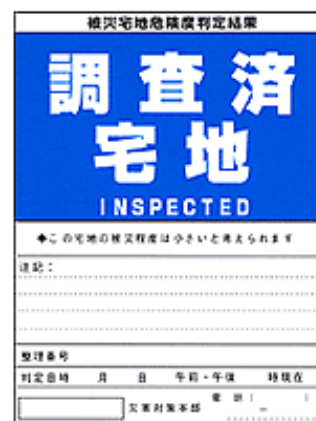 被災宅地危険度判定結果
調査済
宅地
INSPECTED
◆この宅地の被災程度は小さいと考えられます
注記：
整理番号
判定日時 月 日 午前・午後 時現在
災害対策本部 電話（ ） －